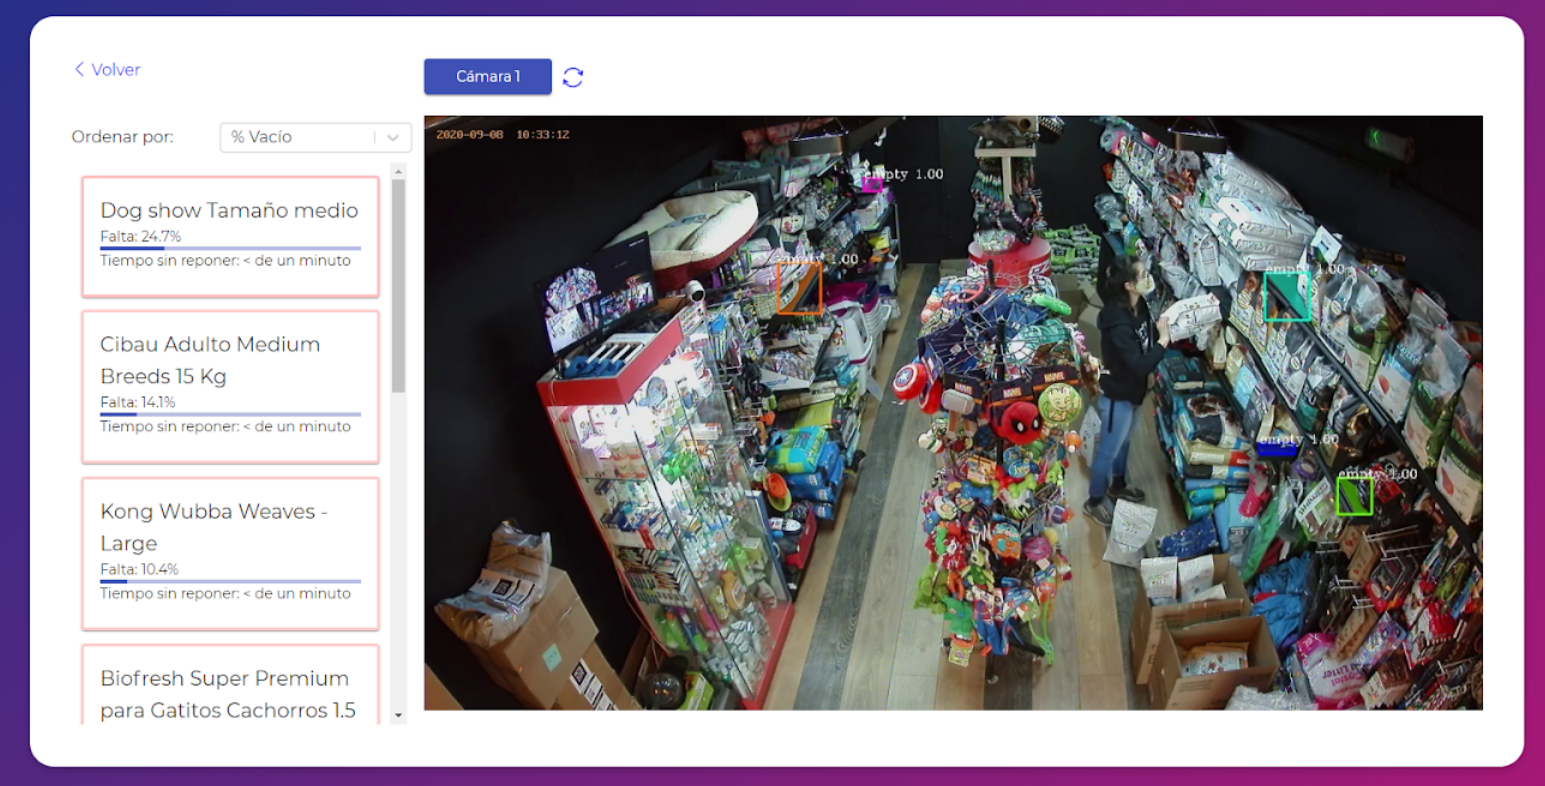 Volver
Cámara 1
Ordenar por:
% Vacío
Dog show Tamaño medio
Falta: 24.7%
Tiempo sin reponer: < de un minuto
Cibau Adulto Medium
Breeds 15 Kg
Falta: 14.1%
Tiempo sin reponer: < de un minuto
Kong Wubba Weaves -
Large
Falta: 10.4%
Tiempo sin reponer: < de un minuto
Biofresh Super Premium
para Gatitos Cachorros 1.5
2020-09-08 10:33:12
empty 1.00
empty 1.00
empty 1.00
empty 1.00
empty 1.00
MARVEL
MARVEL
MARVEL